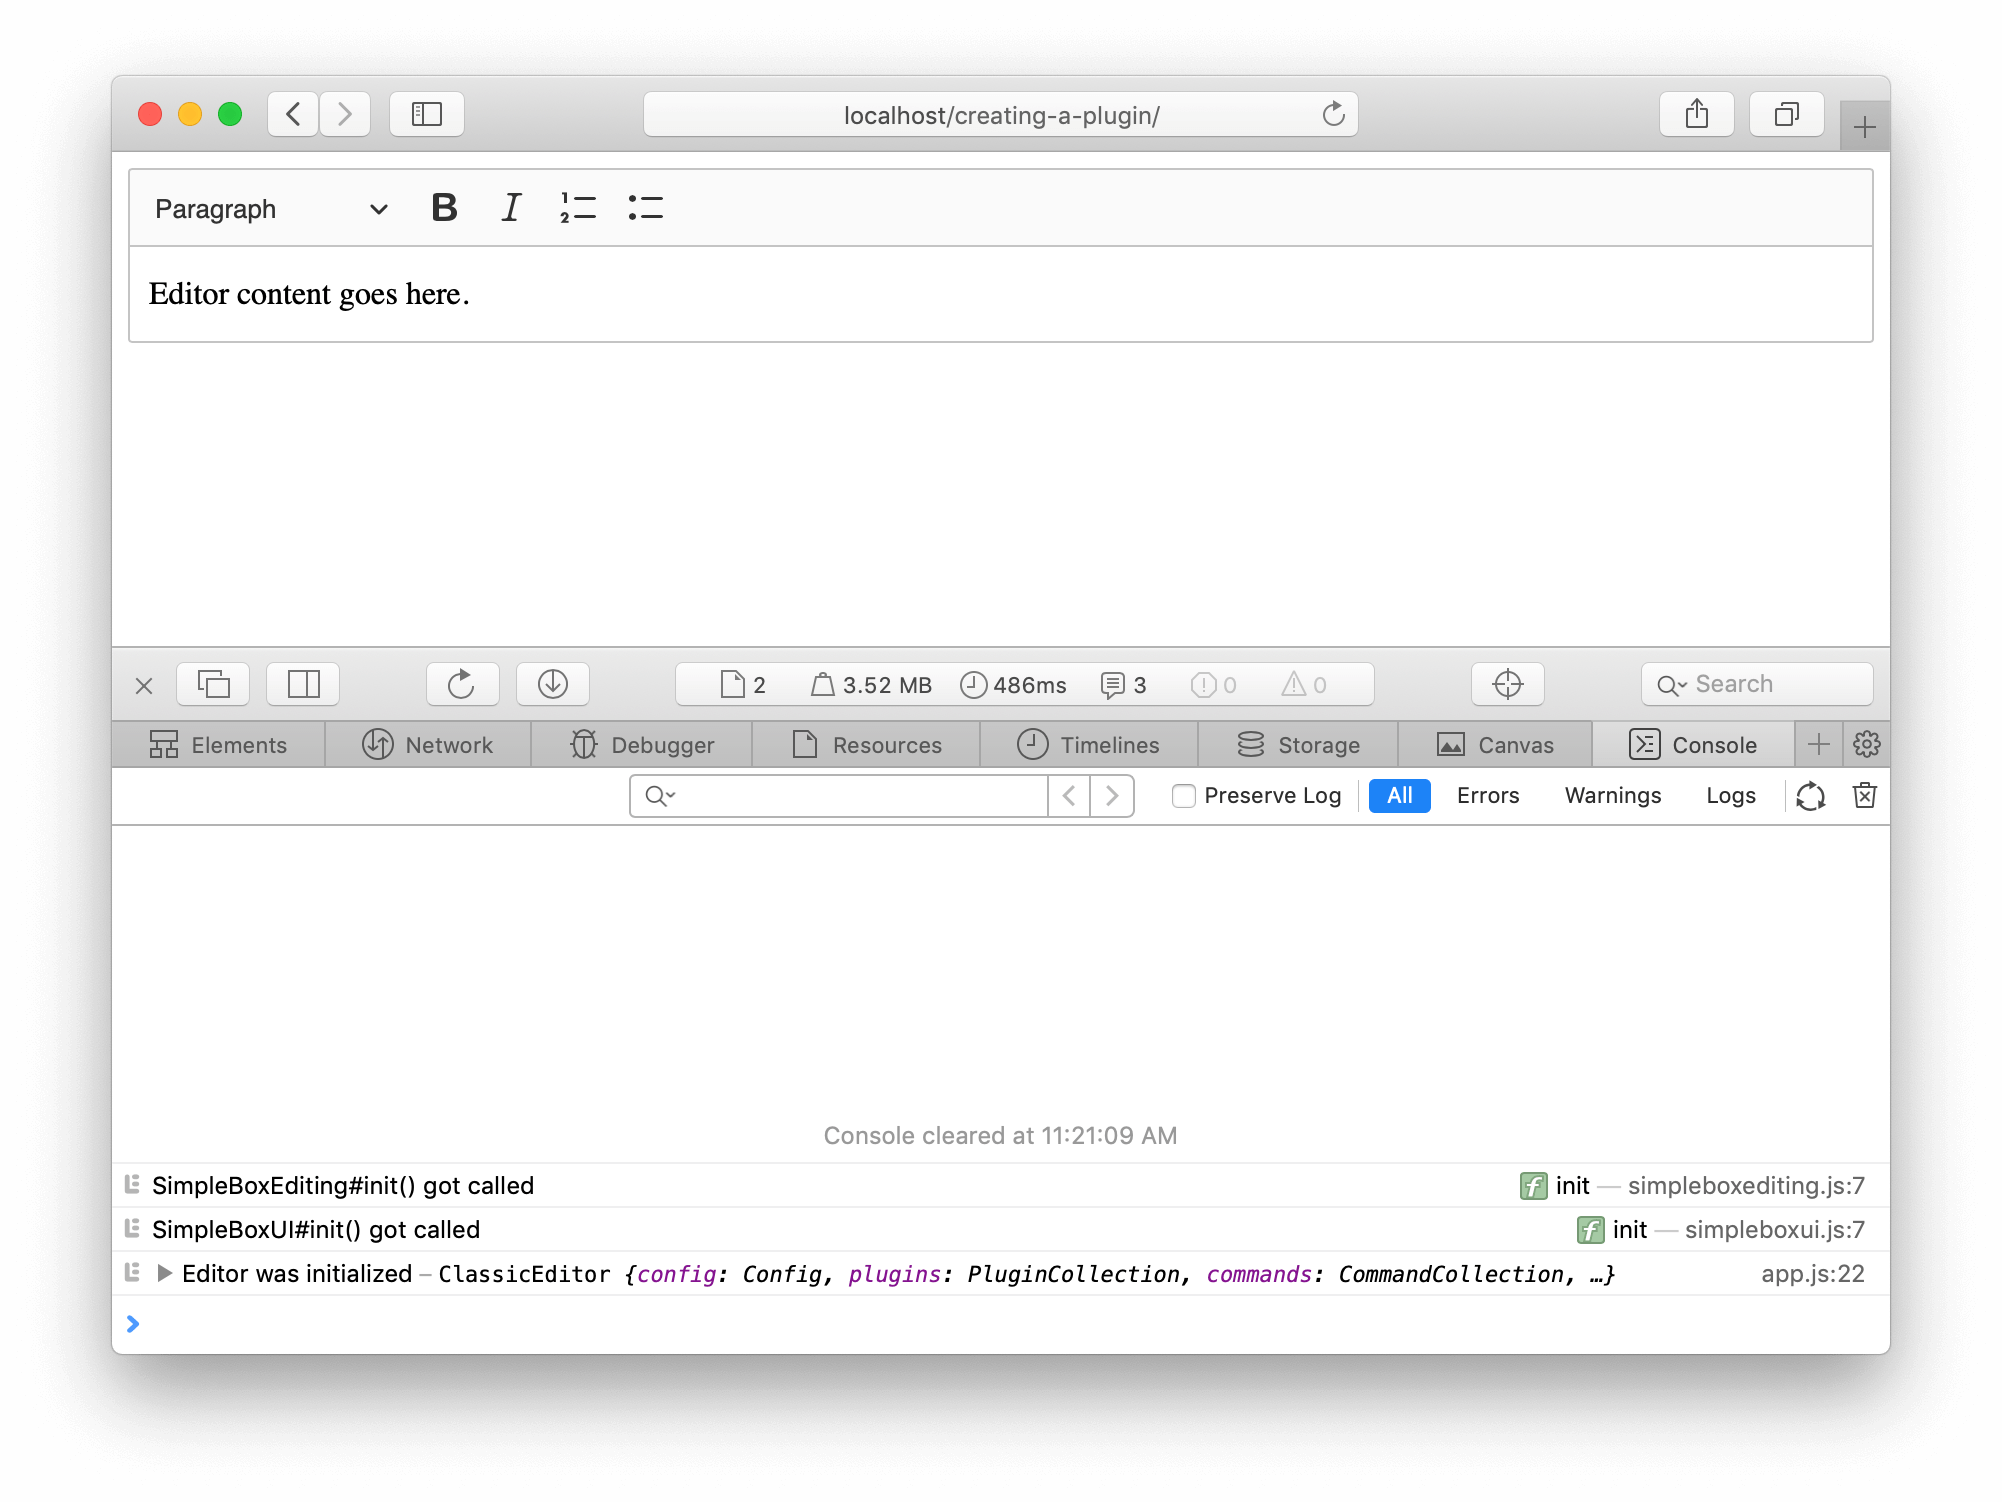 localhost/creating-a-plugin/
Paragraph B I
Editor content goes here.
2 3.52 MB 486ms 3 0 0 Search
Elements Network Debugger Resources Timelines Storage Canvas Console
Preserve Log All Errors Warnings Logs
Console cleared at 11:21:09 AM
SimpleBoxEditing#init() got called f init — simpleboxediting.js:7
SimpleBoxUI#init() got called f init — simpleboxui.js:7
Editor was initialized – ClassicEditor {config: Config, plugins: PluginCollection, commands: CommandCollection, …} app.js:22